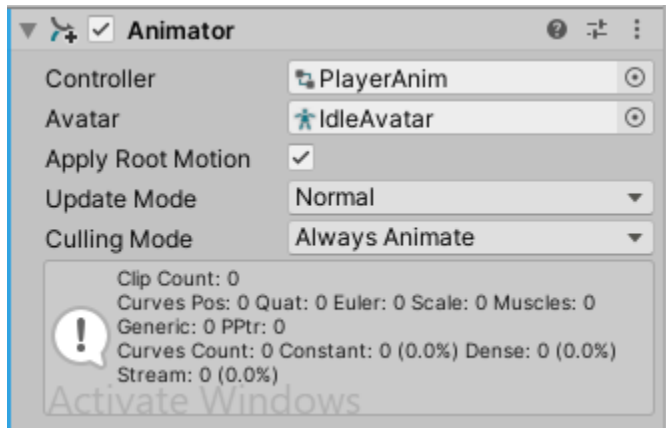 Animator
Controller PlayerAnim
Avatar IdleAvatar
Apply Root Motion
Update Mode Normal
Culling Mode Always Animate
Clip Count: 0
Curves Pos: 0 Quat: 0 Euler: 0 Scale: 0 Muscles: 0
Generic: 0 PPtr: 0
Curves Count: 0 Constant: 0 (0.0%) Dense: 0 (0.0%)
Stream: 0 (0.0%)
Activate Windows